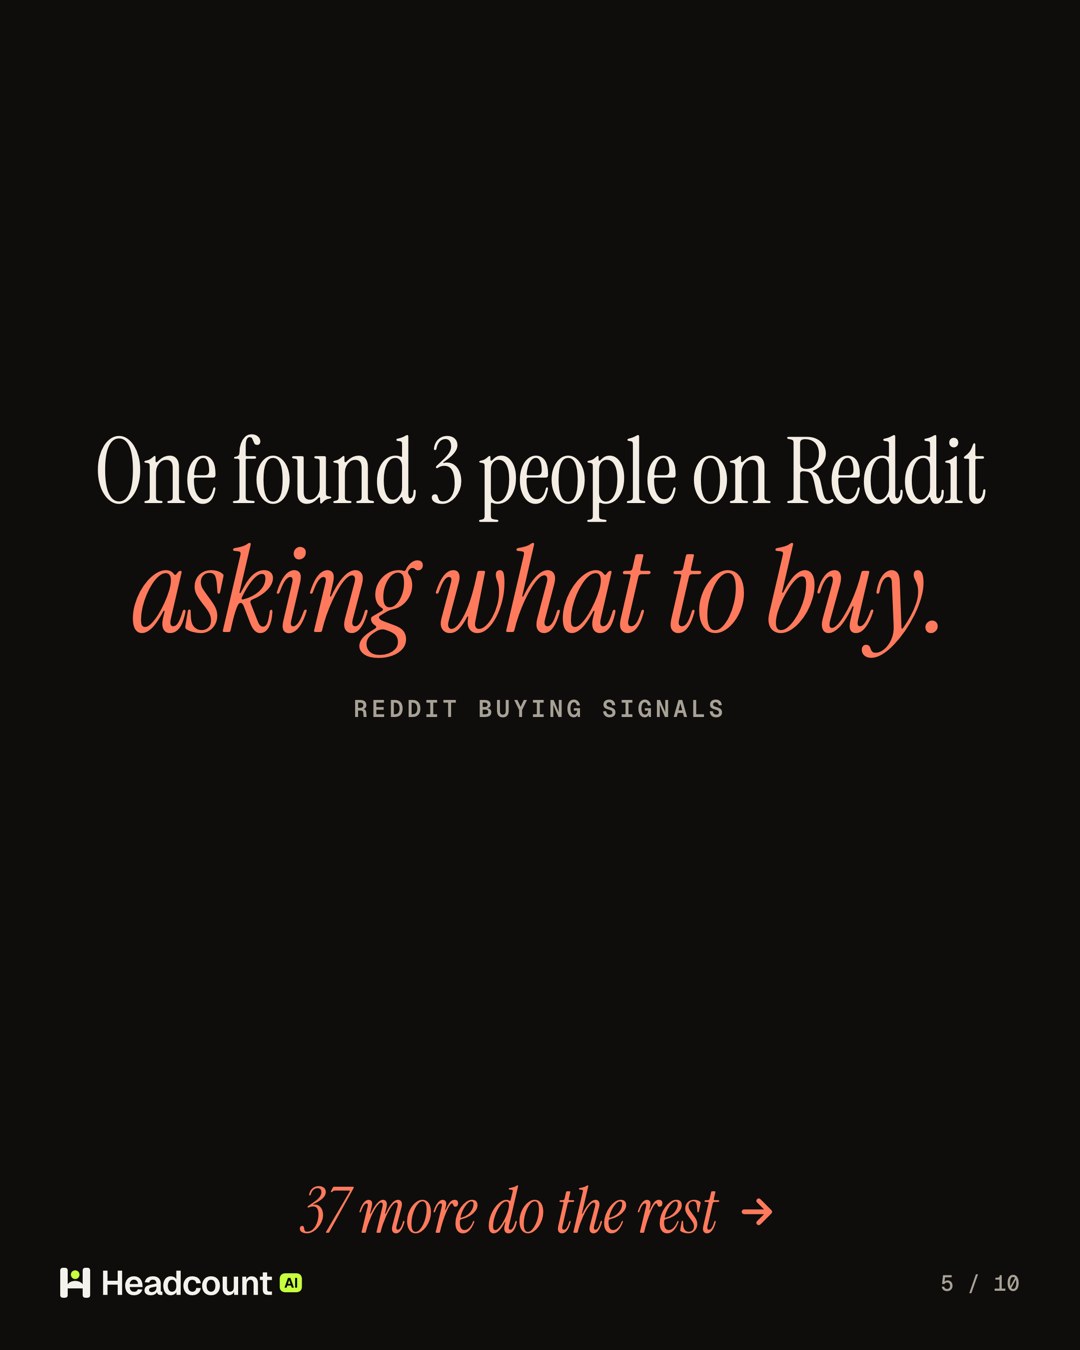 One found 3 people on Reddit
asking what to buy.
REDDIT BUYING SIGNALS
37 more do the rest →
Headcount AI
5 / 10